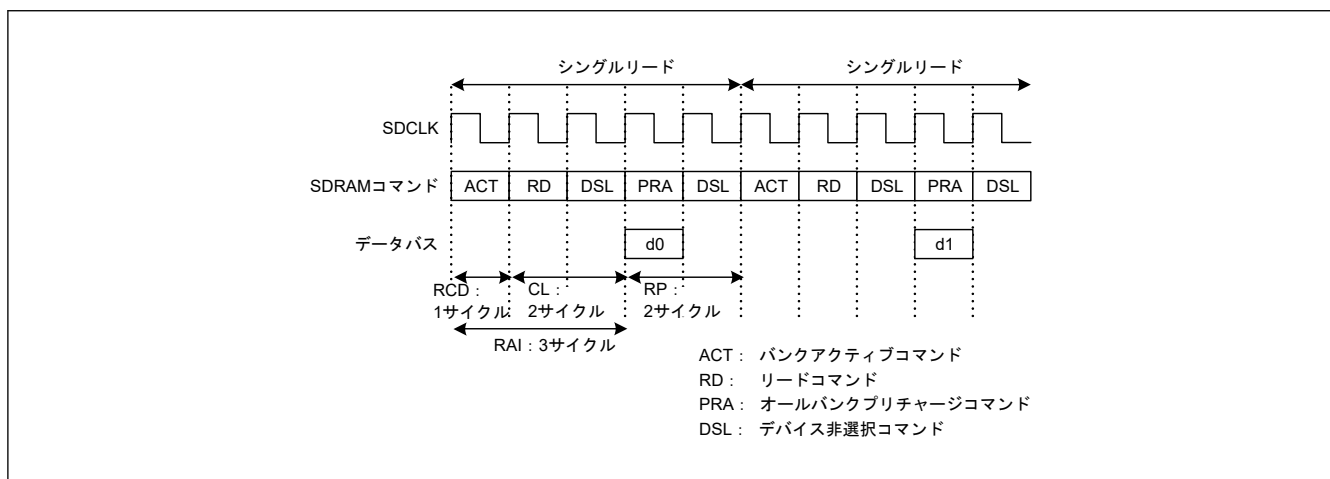 シングルリード シングルリード
SDCLK
SDRAMコマンド ACT RD DSL PRA DSL ACT RD DSL PRA DSL
データバス d0 d1
RCD： CL： RP：
1サイクル 2サイクル 2サイクル
RAI：3サイクル
ACT： バンクアクティブコマンド
RD： リードコマンド
PRA： オールバンクプリチャージコマンド
DSL： デバイス非選択コマンド